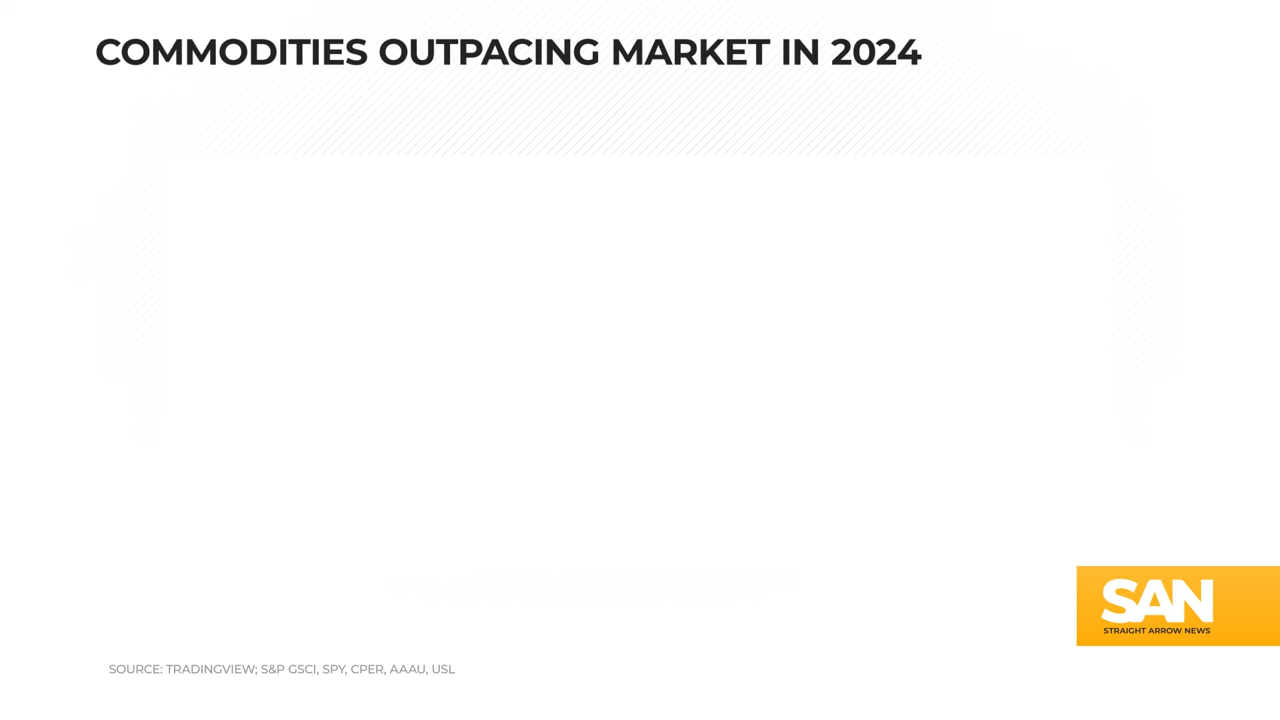 COMMODITIES OUTPACING MARKET IN 2024
SAN
STRAIGHT ARROW NEWS
SOURCE: TRADINGVIEW; S&P GSCI, SPY, CPER, AAAU, USL